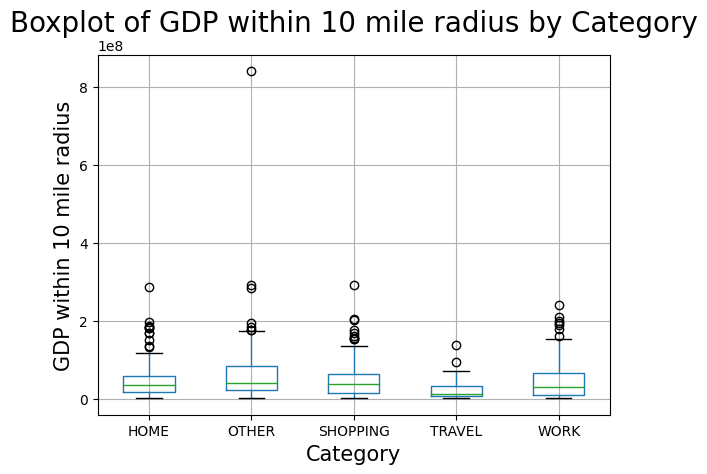 Boxplot of GDP within 10 mile radius by Category
1e8
8
6
4
2
0
GDP within 10 mile radius
HOME OTHER SHOPPING TRAVEL WORK
Category